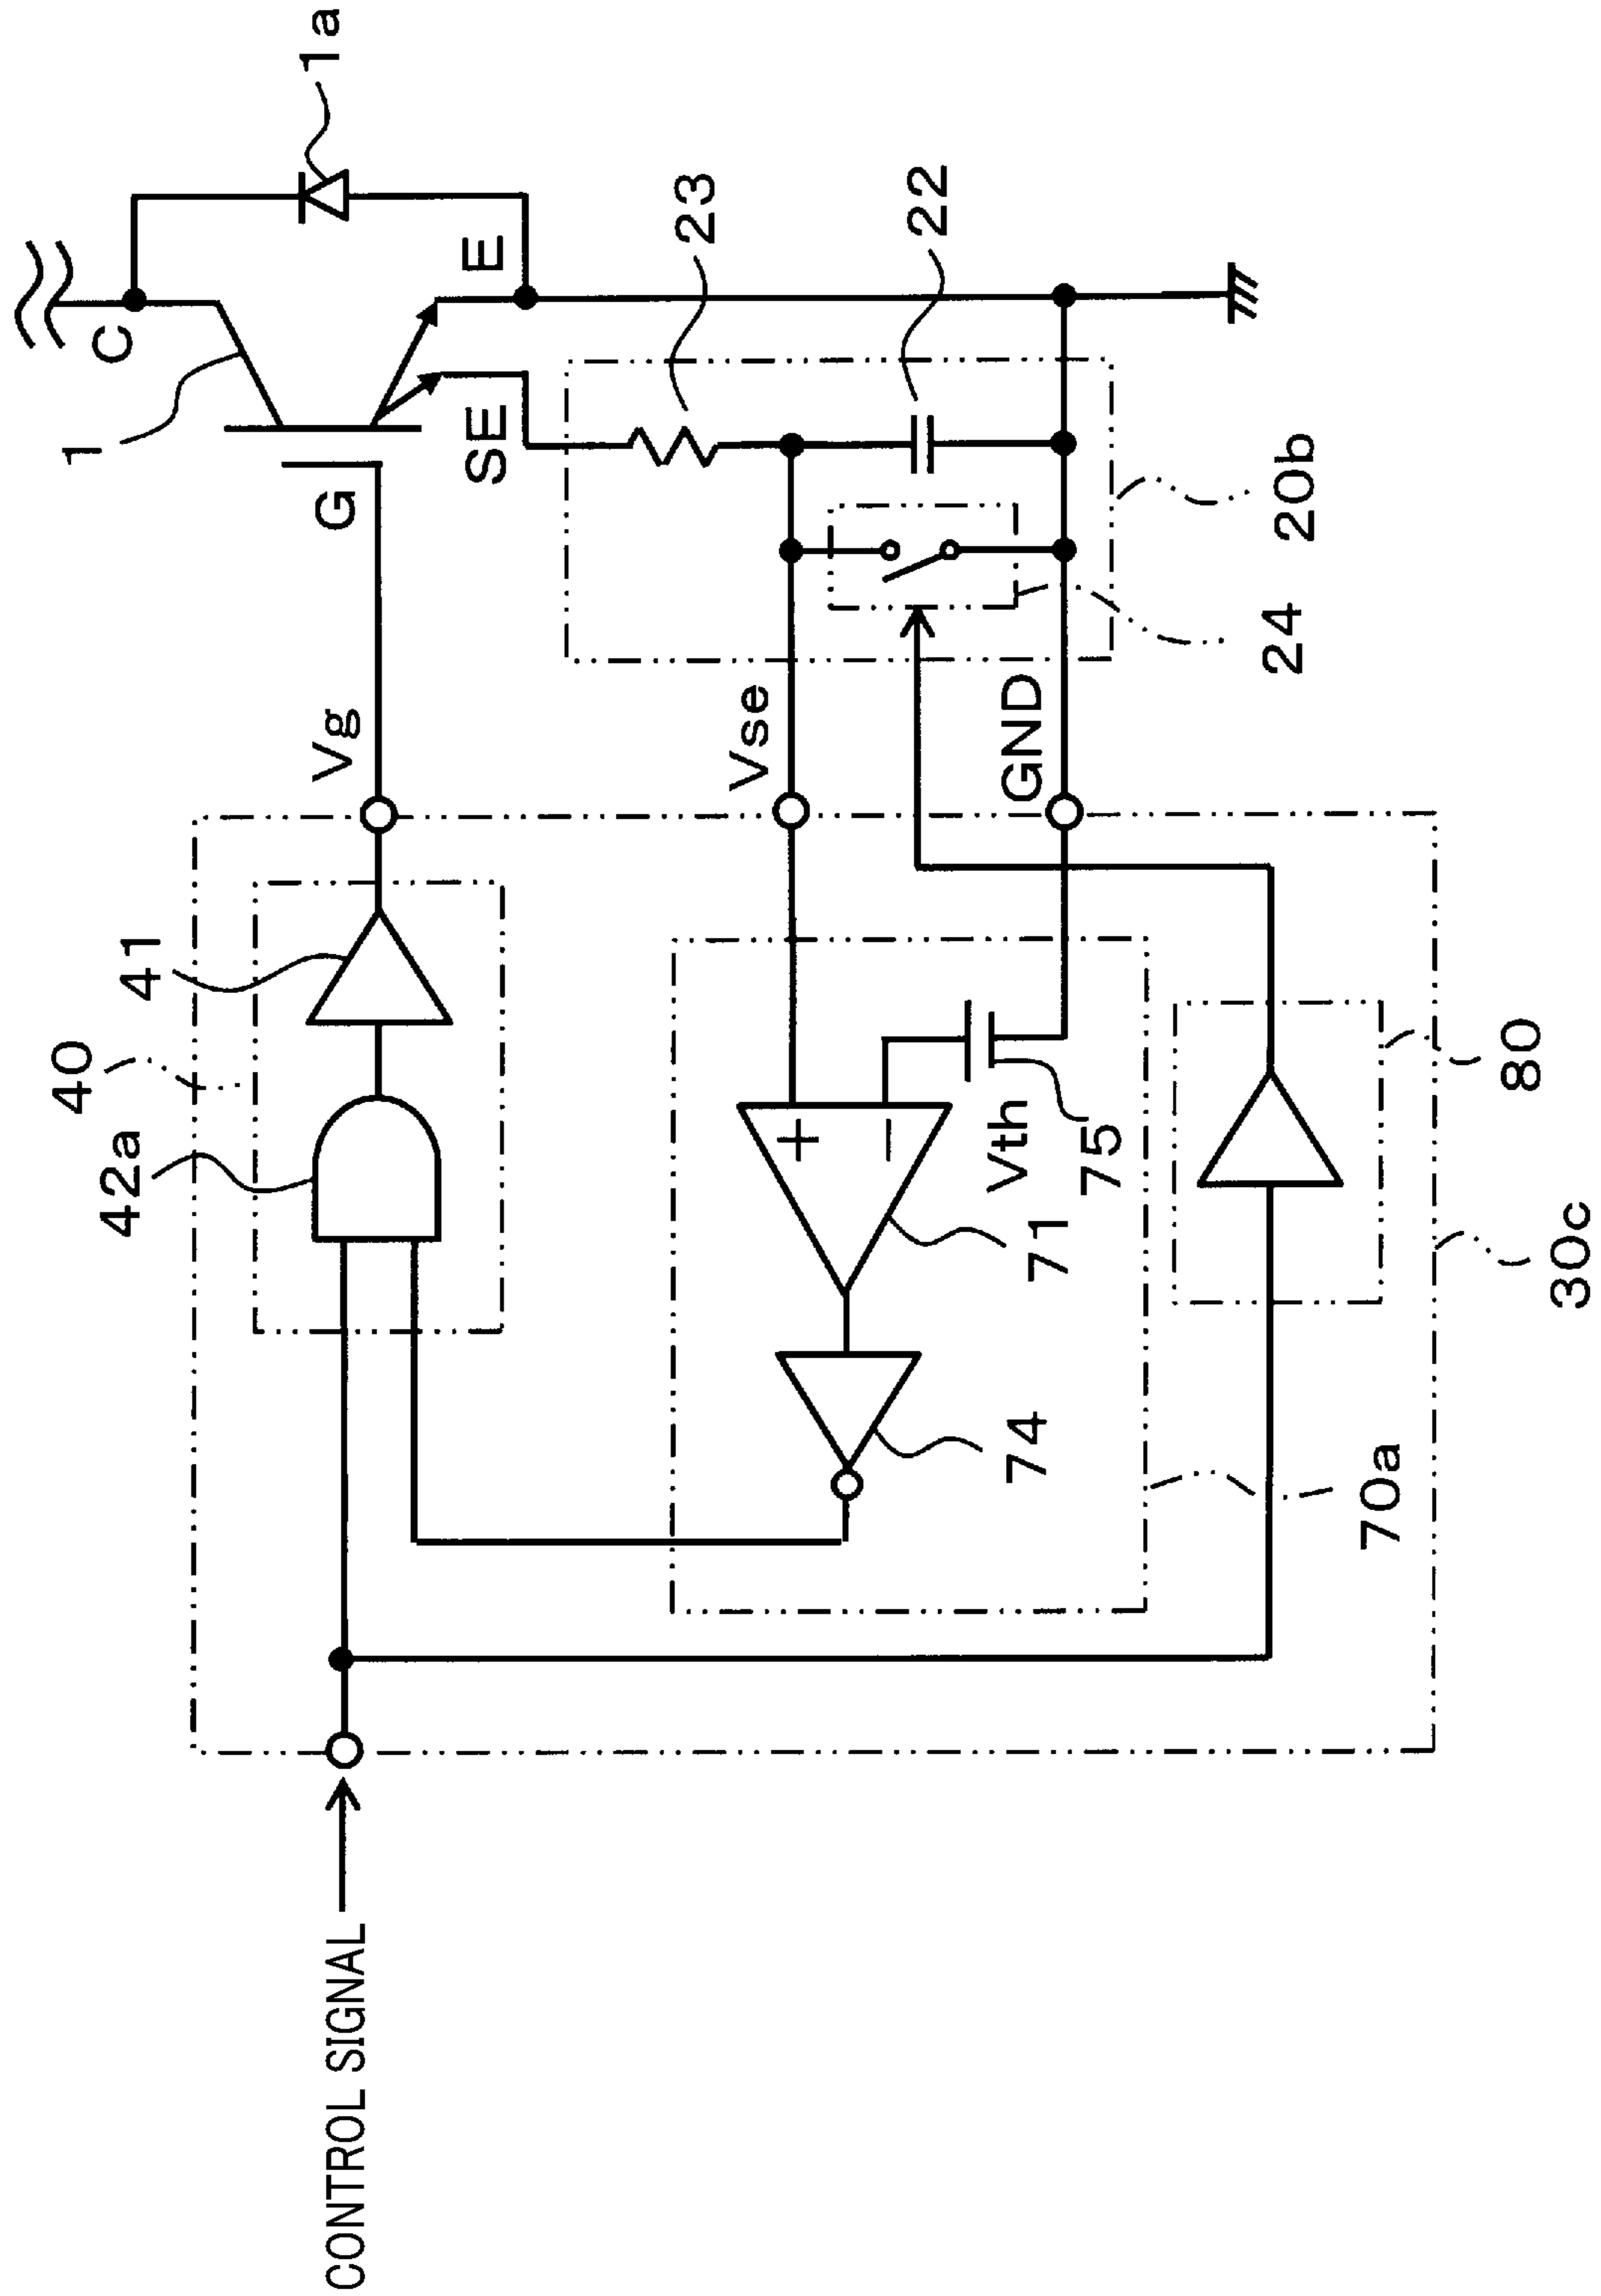 CONTROL SIGNAL
40
42a
41
Vg
G
1
C
1a
E
SE
23
22
Vse
GND
24
20b
+
−
Vth
75
71
74
70a
80
30c